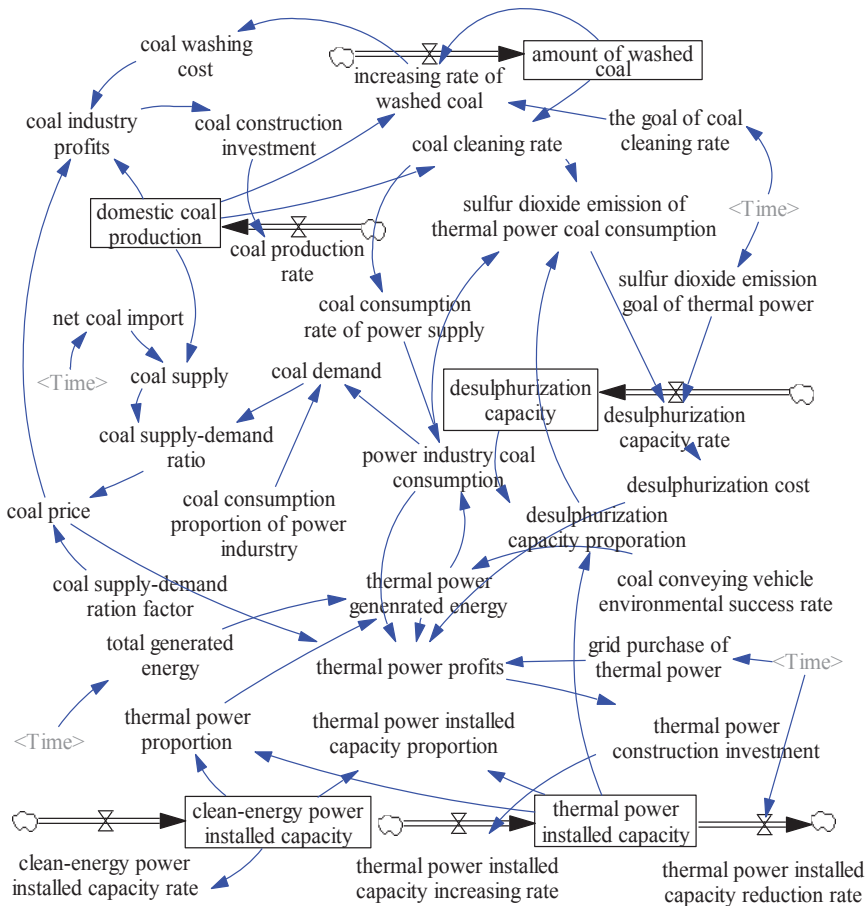 coal washing
cost
amount of washed
coal
increasing rate of
washed coal
coal industry
profits
coal construction
investment
coal cleaning rate
the goal of coal
cleaning rate
domestic coal
production
coal production
rate
sulfur dioxide emission of
thermal power coal consumption
<Time>
sulfur dioxide emission
goal of thermal power
net coal import
coal consumption
rate of power supply
<Time>
coal supply
coal demand
desulphurization
capacity
desulphurization
capacity rate
coal supply-demand
ratio
power industry coal
consumption
coal price
coal consumption
proportion of power
indurstry
desulphurization cost
desulphurization
capacity proporation
coal supply-demand
ration factor
thermal power
genenrated energy
coal conveying vehicle
environmental success rate
total generated
energy
thermal power profits
grid purchase of
thermal power
<Time>
<Time>
thermal power
proportion
thermal power installed
capacity proportion
thermal power
construction investment
clean-energy power
installed capacity
thermal power
installed capacity
clean-energy power
installed capacity rate
thermal power installed
capacity increasing rate
thermal power installed
capacity reduction rate